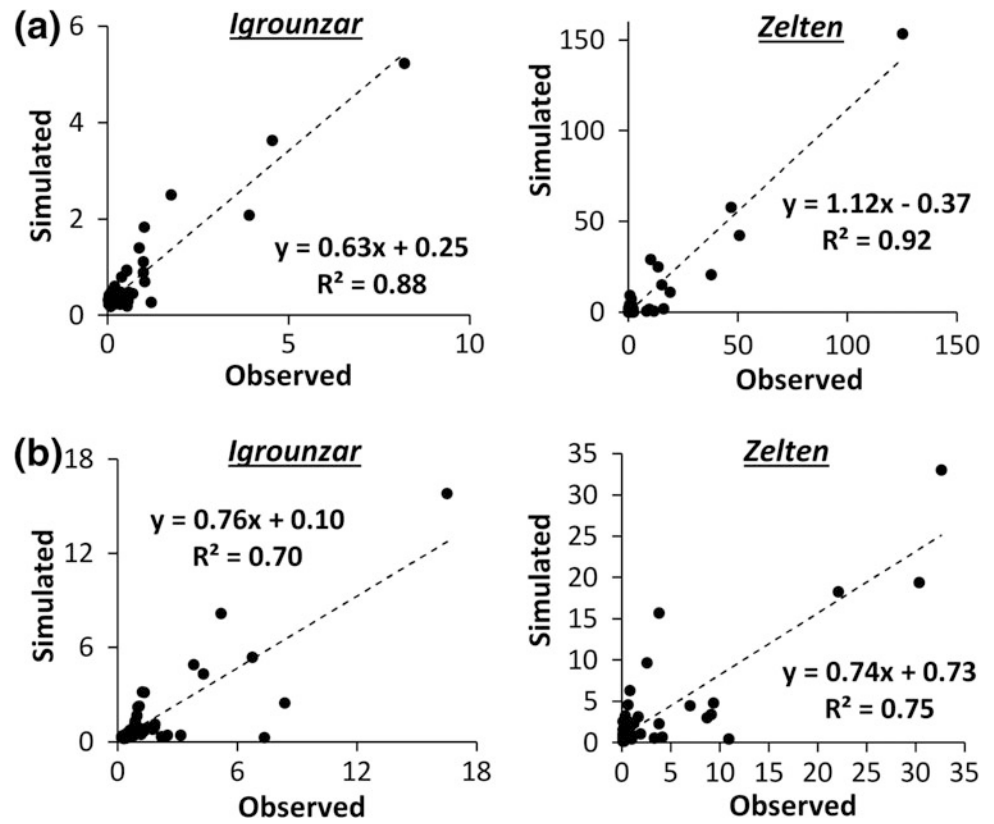 (a)
Igrounzar
6
4
2
0
0
5
10
Simulated
Observed
y = 0.63x + 0.25
R² = 0.88
Zelten
150
100
50
0
0
50
100
150
Simulated
Observed
y = 1.12x - 0.37
R² = 0.92
(b)
Igrounzar
18
12
6
0
0
6
12
18
Simulated
Observed
y = 0.76x + 0.10
R² = 0.70
Zelten
35
30
25
20
15
10
5
0
0
5
10
15
20
25
30
35
Simulated
Observed
y = 0.74x + 0.73
R² = 0.75